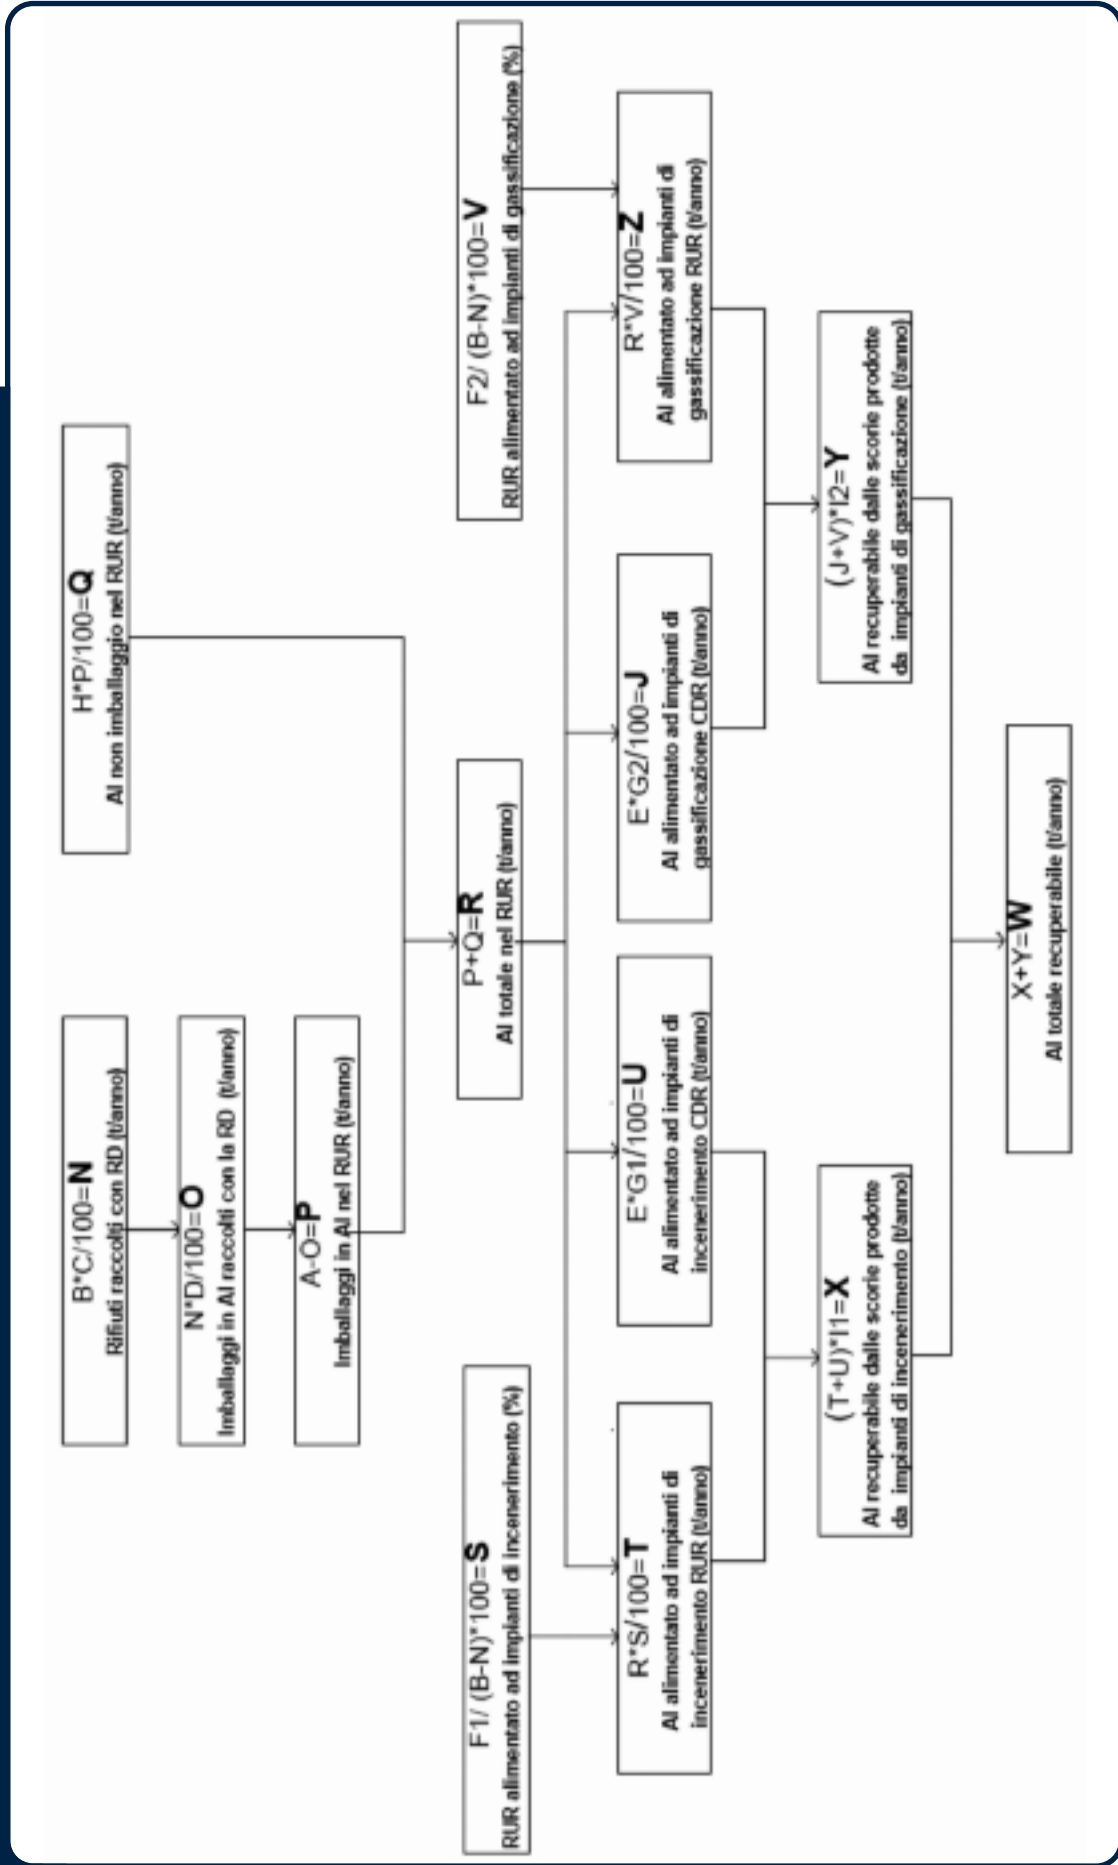 B*C/100=N
Rifiuti raccolti con RD (t/anno)
H*P/100=Q
Al non imballaggio nel RUR (t/anno)
N*D/100=O
Imballaggi in Al raccolti con la RD (t/anno)
A-O=P
Imballaggi in Al nel RUR (t/anno)
F1/ (B-N)*100=S
RUR alimentato ad impianti di incenerimento (%)
P+Q=R
Al totale nel RUR (t/anno)
F2/ (B-N)*100=V
RUR alimentato ad impianti di gassificazione (%)
R*S/100=T
Al alimentato ad impianti di
incenerimento RUR (t/anno)
E*G1/100=U
Al alimentato ad impianti di
incenerimento CDR (t/anno)
E*G2/100=J
Al alimentato ad impianti di
gassificazione CDR (t/anno)
R*V/100=Z
Al alimentato ad impianti di
gassificazione RUR (t/anno)
(T+U)*I1=X
Al recuperabile dalle scorie prodotte
da impianti di incenerimento (t/anno)
(J+V)*I2=Y
Al recuperabile dalle scorie prodotte
da impianti di gassificazione (t/anno)
X+Y=W
Al totale recuperabile (t/anno)